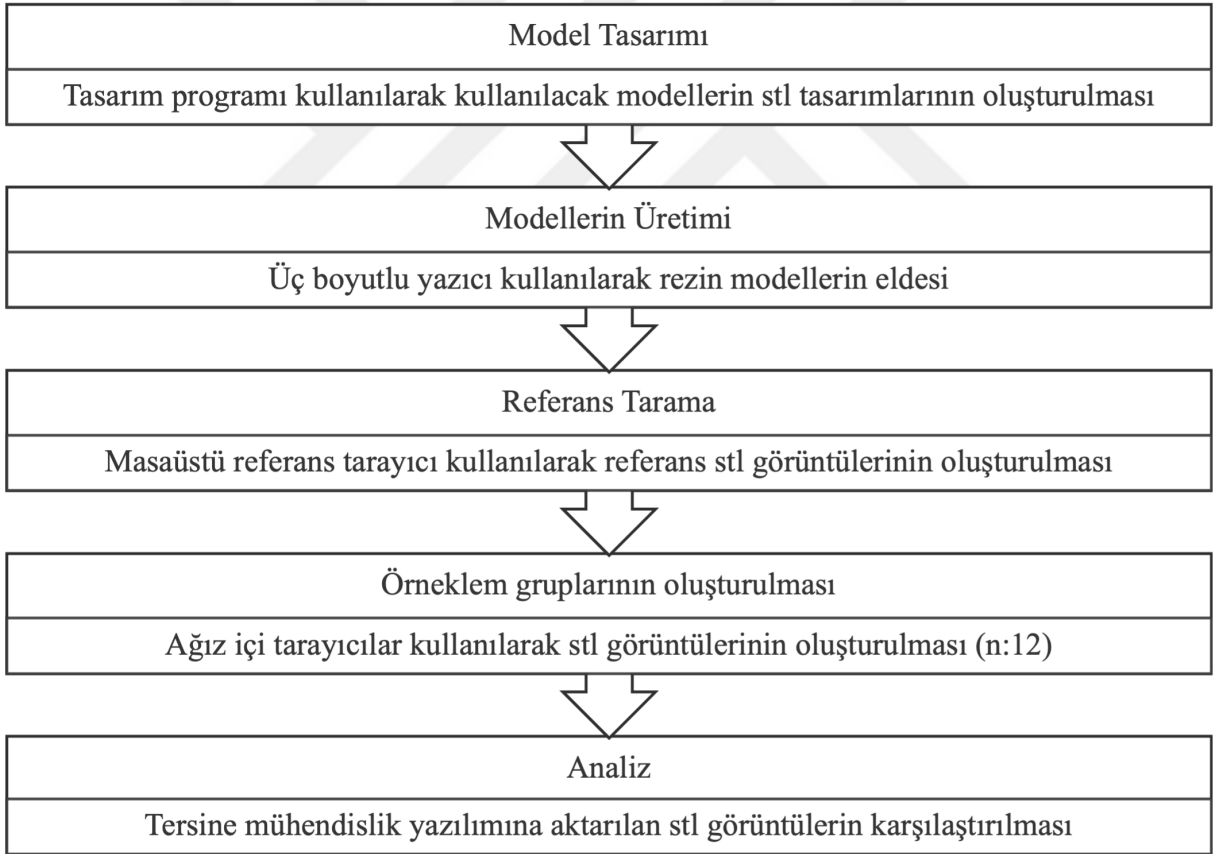 Model Tasarımı
Tasarım programı kullanılarak kullanılacak modellerin stl tasarımlarının oluşturulması
Modellerin Üretimi
Üç boyutlu yazıcı kullanılarak rezin modellerin eldesi
Referans Tarama
Masaüstü referans tarayıcı kullanılarak referans stl görüntülerinin oluşturulması
Örneklem gruplarının oluşturulması
Ağız içi tarayıcılar kullanılarak stl görüntülerinin oluşturulması (n:12)
Analiz
Tersine mühendislik yazılımına aktarılan stl görüntülerin karşılaştırılması